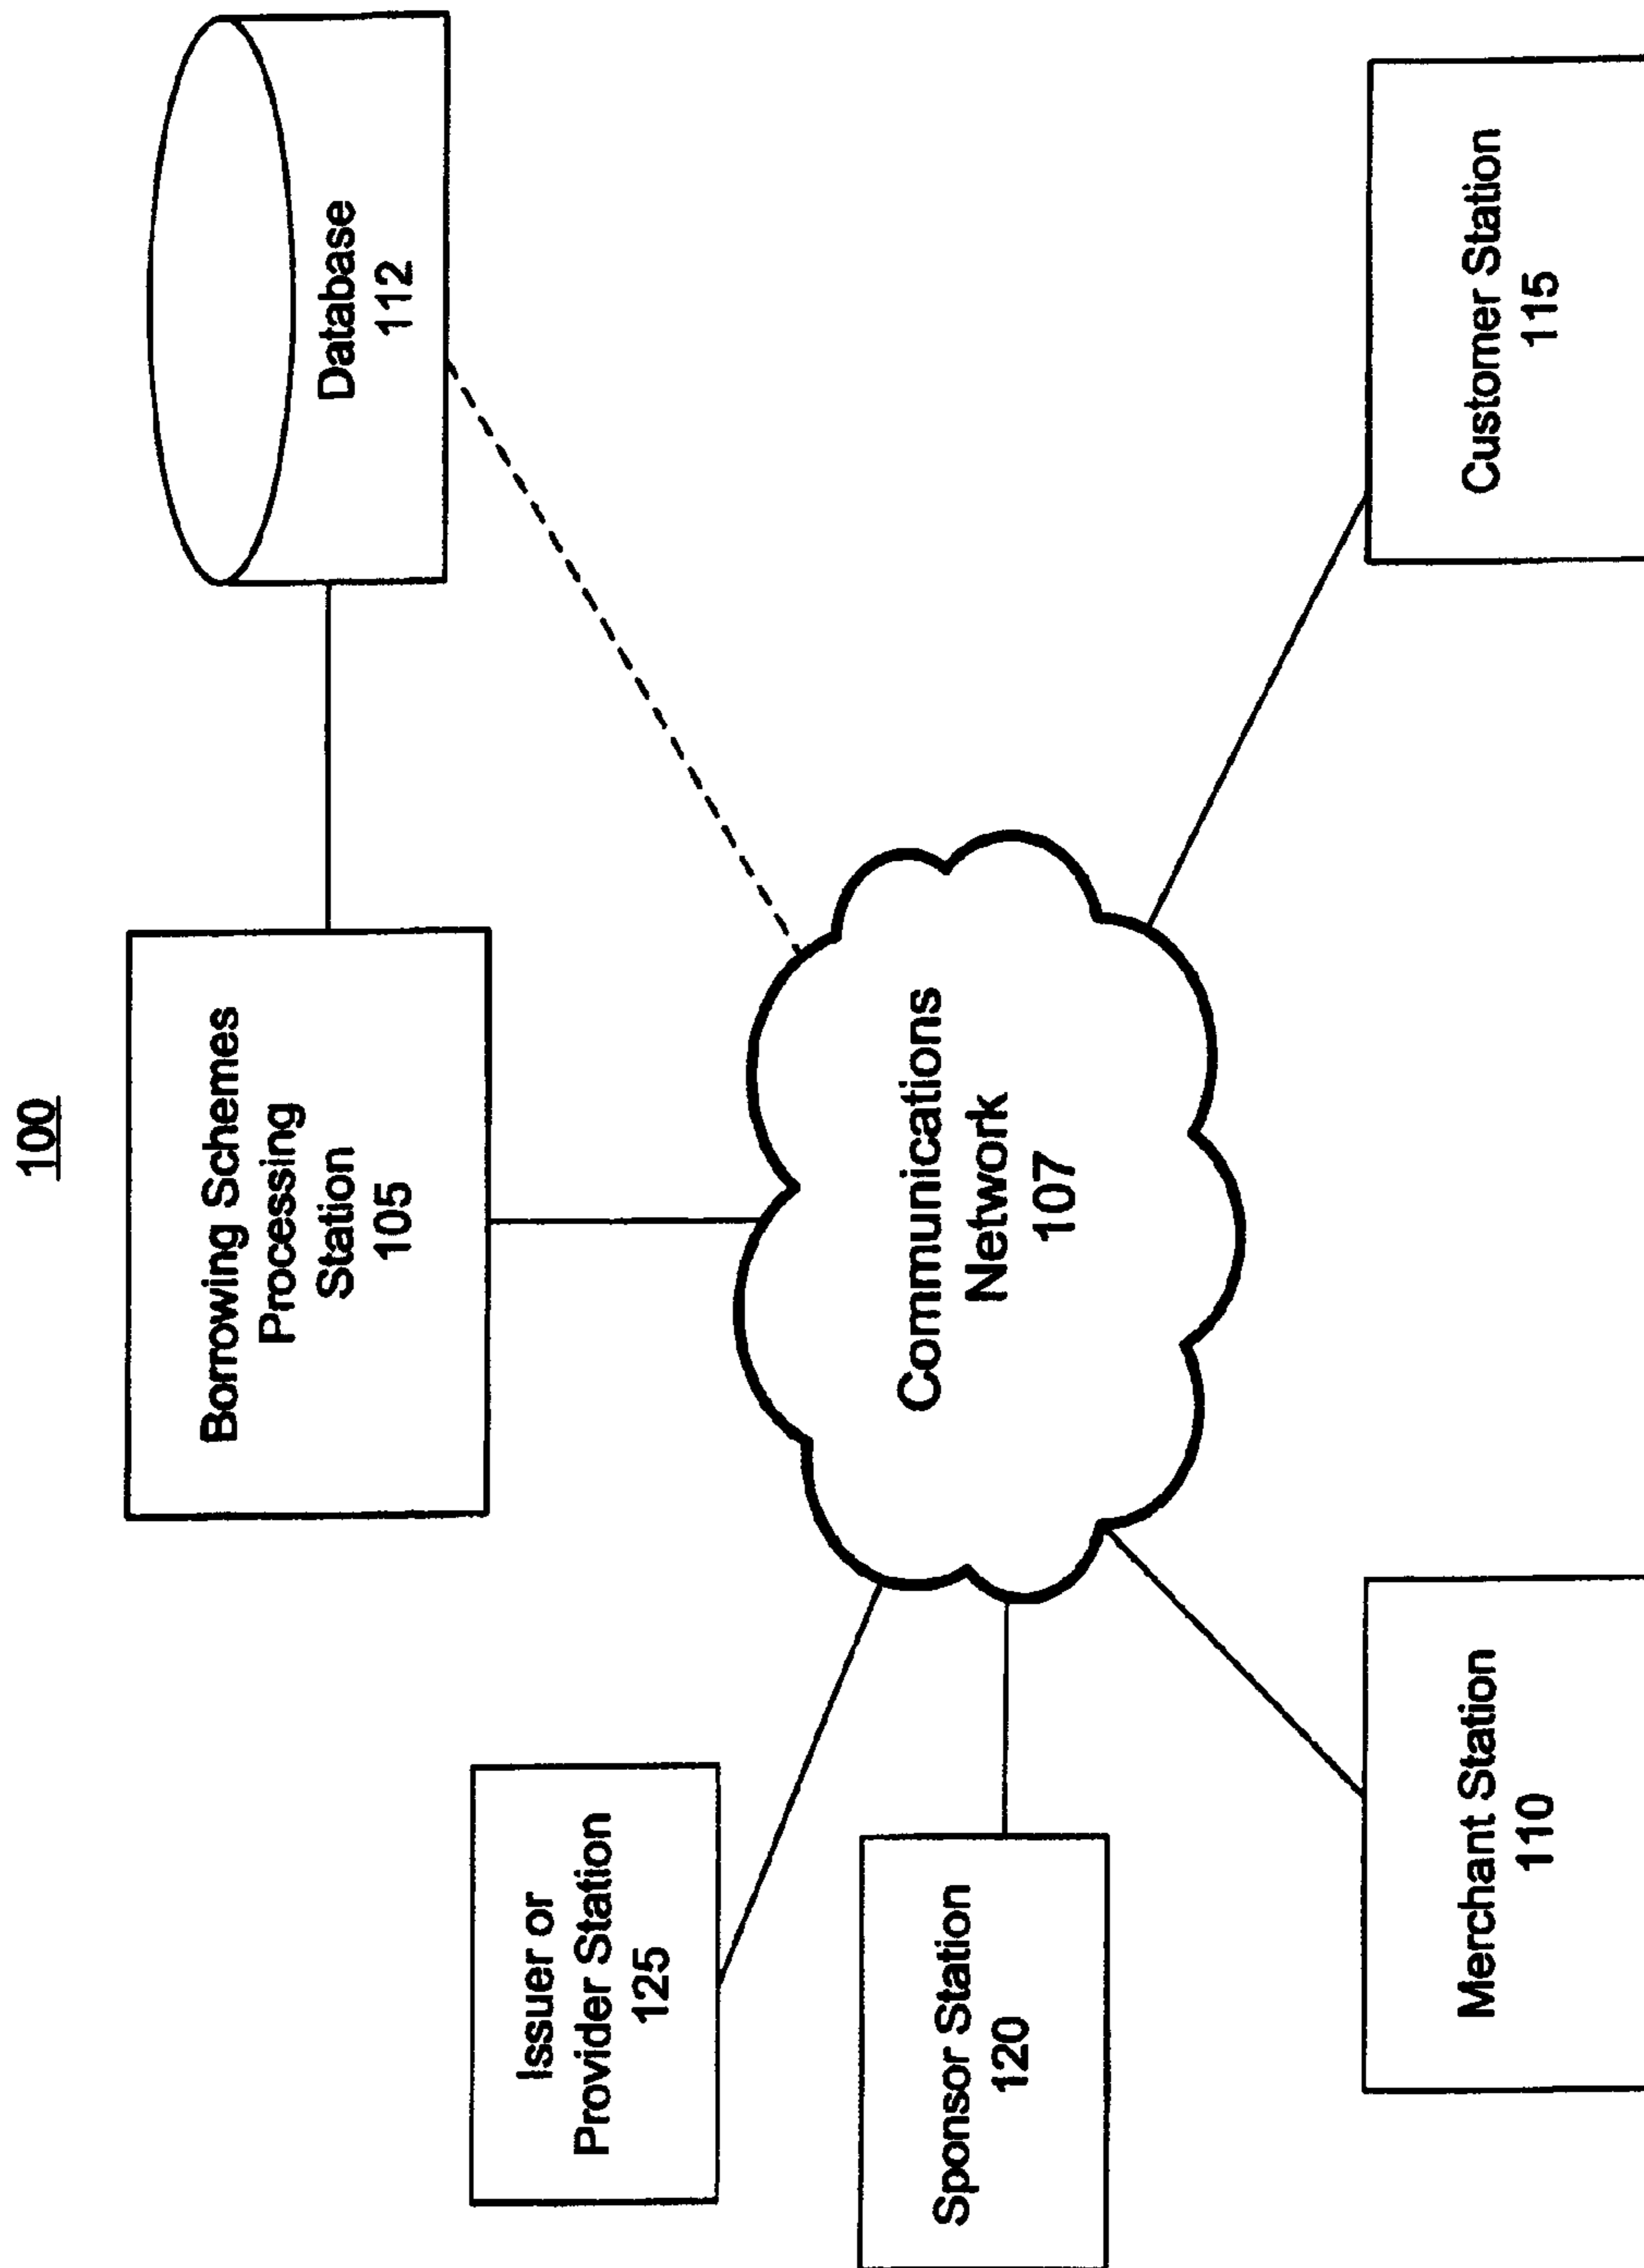 100
Borrowing Schemes
Processing
Station
105
Database
112
Communications
Network
107
Issuer or
Provider Station
125
Sponsor Station
120
Merchant Station
110
Customer Station
115